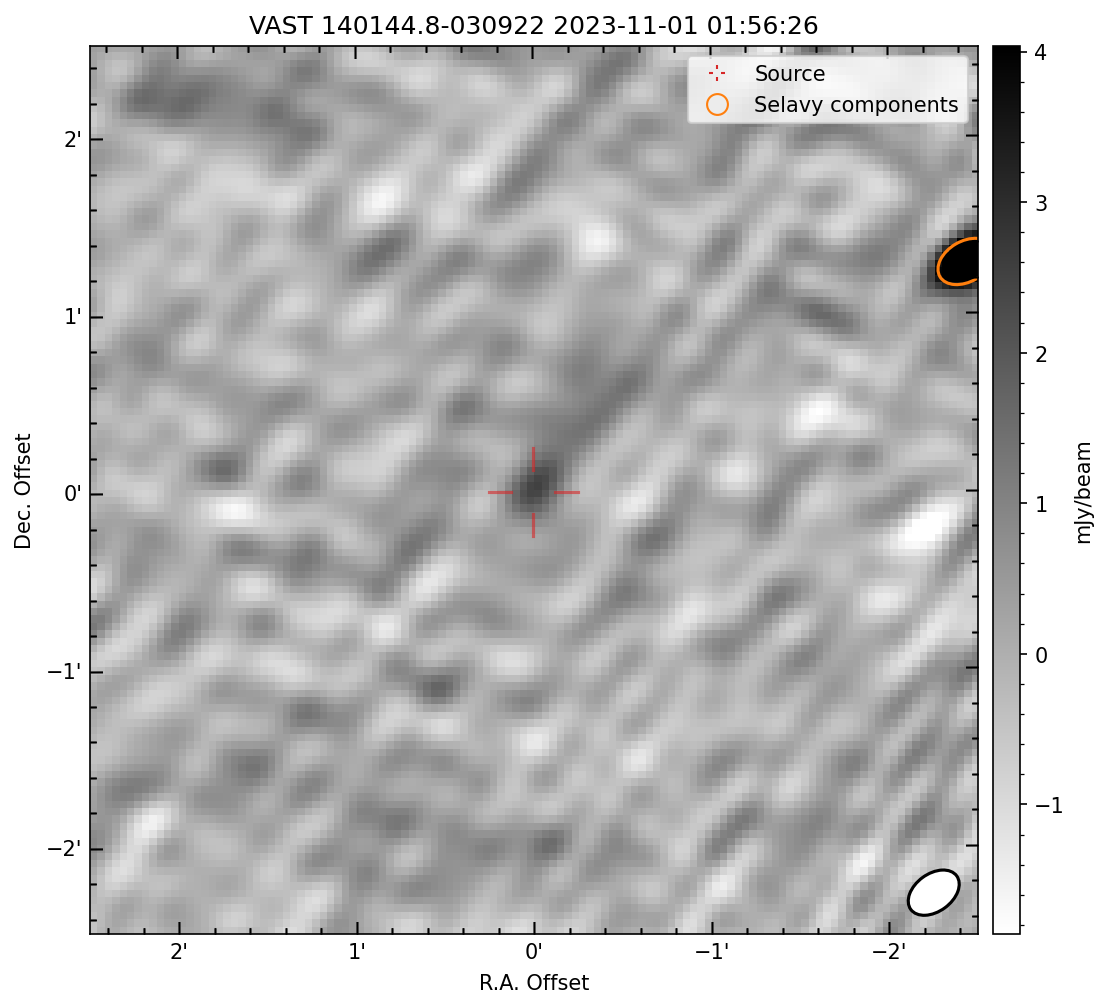 VAST 140144.8-030922 2023-11-01 01:56:26
Source
Selavy components
2'
1'
0'
−1'
−2'
Dec. Offset
2'
1'
0'
−1'
−2'
R.A. Offset
4
3
2
1
0
−1
mJy/beam